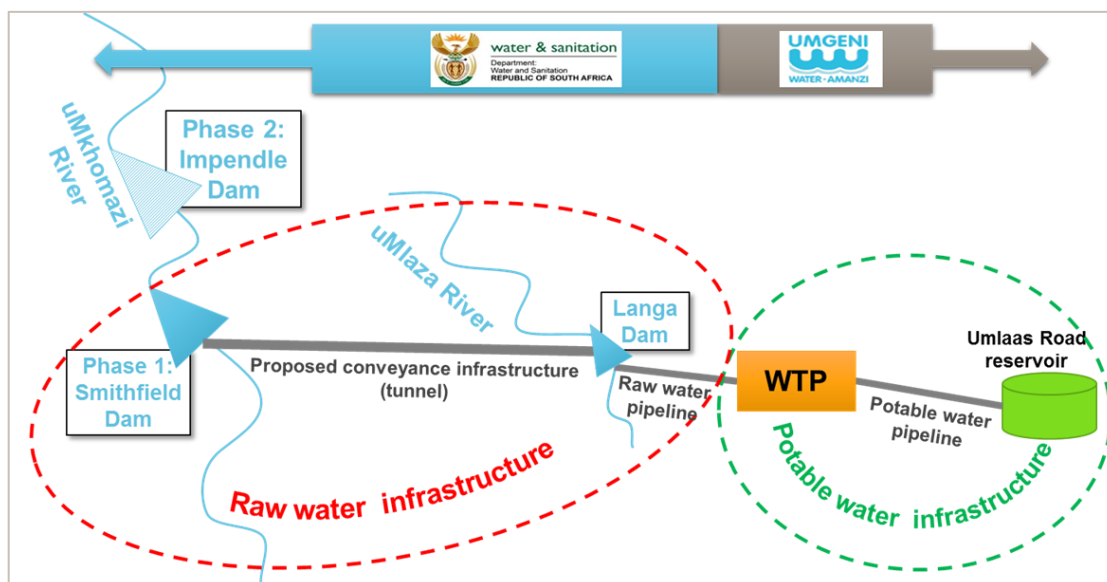 water & sanitation
Department:
Water and Sanitation
REPUBLIC OF SOUTH AFRICA
UMGENI
WATER • AMANZI
uMkhomazi
River
Phase 2:
Impendle
Dam
uMlaza River
Langa
Dam
Phase 1:
Smithfield
Dam
Proposed conveyance infrastructure
(tunnel)
Raw water
pipeline
WTP
Potable water
pipeline
Umlaas Road
reservoir
Raw water infrastructure
Potable water infrastructure